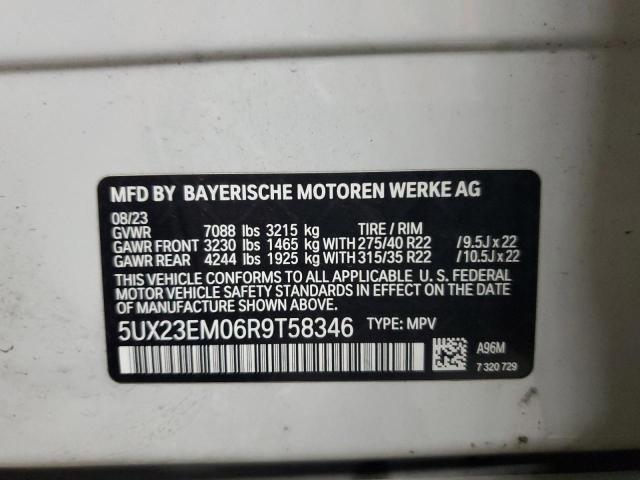 MFD BY BAYERISCHE MOTOREN WERKE AG
08/23
GVWR 7088 lbs 3215 kg TIRE / RIM
GAWR FRONT 3230 lbs 1465 kg WITH 275/40 R22 / 9.5J x 22
GAWR REAR 4244 lbs 1925 kg WITH 315/35 R22 / 10.5J x 22
THIS VEHICLE CONFORMS TO ALL APPLICABLE U. S. FEDERAL
MOTOR VEHICLE SAFETY STANDARDS IN EFFECT ON THE DATE
OF MANUFACTURE SHOWN ABOVE.
5UX23EM06R9T58346 TYPE: MPV
A96M
7 320 729